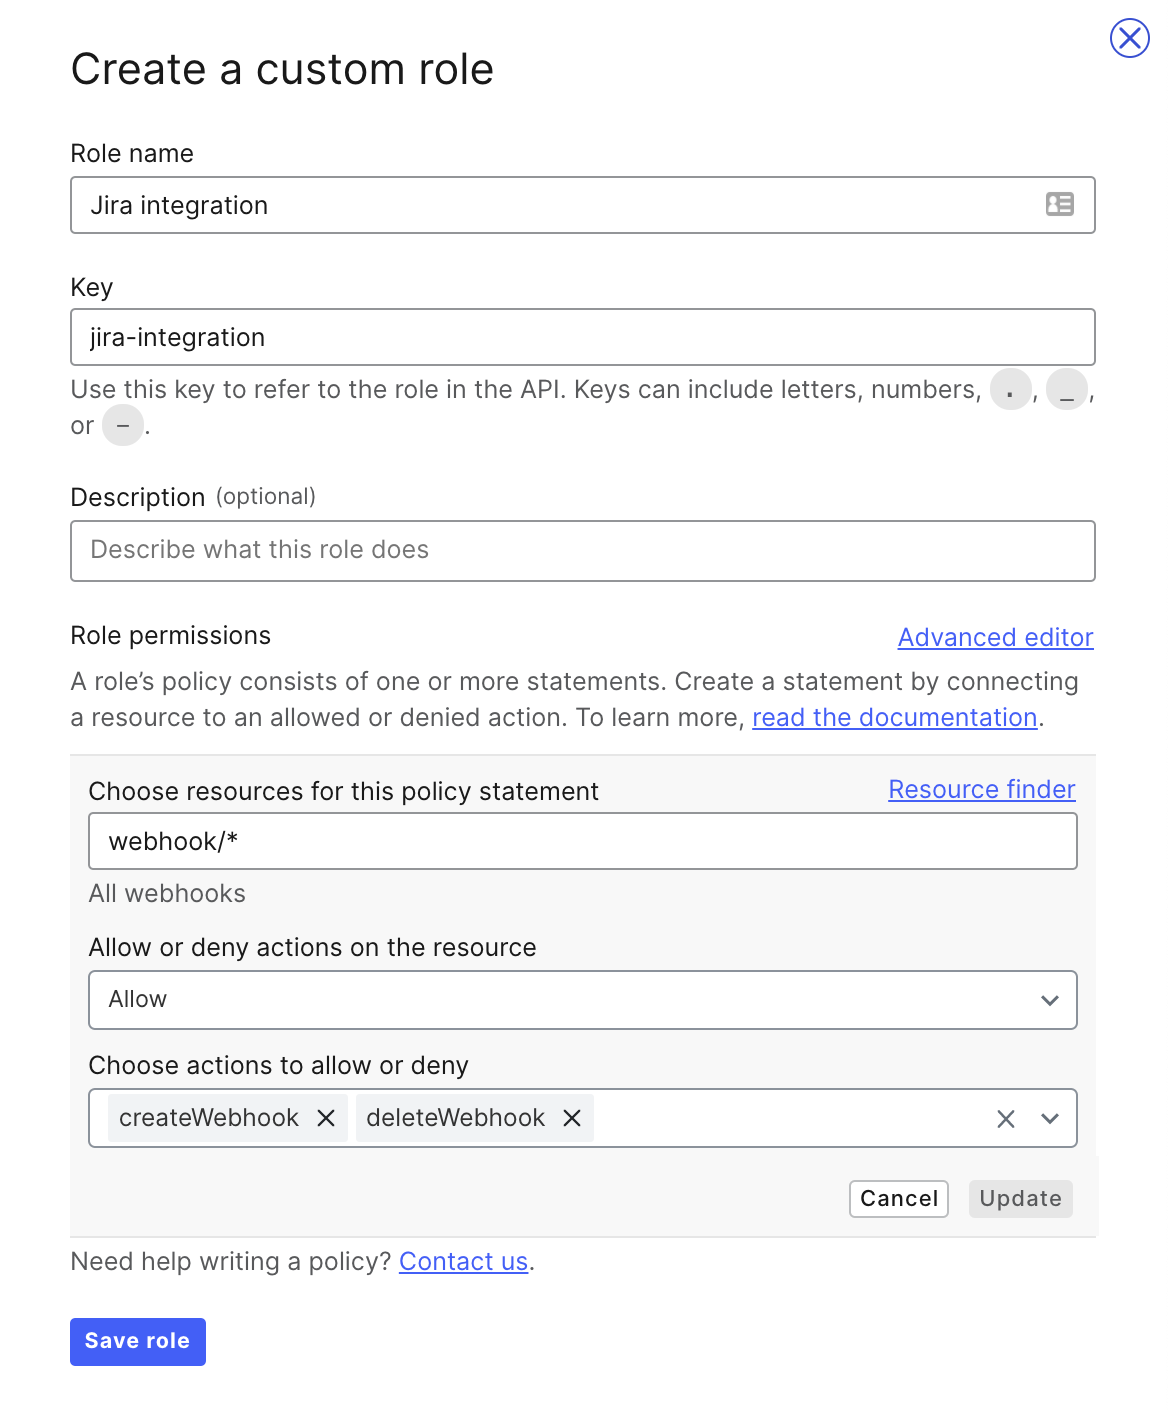 Create a custom role
Role name
Jira integration
Key
jira-integration
Use this key to refer to the role in the API. Keys can include letters, numbers, . , _ ,
or - .
Description (optional)
Describe what this role does
Role permissions Advanced editor
A role’s policy consists of one or more statements. Create a statement by connecting
a resource to an allowed or denied action. To learn more, read the documentation.
Choose resources for this policy statement Resource finder
webhook/*
All webhooks
Allow or deny actions on the resource
Allow
Choose actions to allow or deny
createWebhook deleteWebhook
Cancel Update
Need help writing a policy? Contact us.
Save role